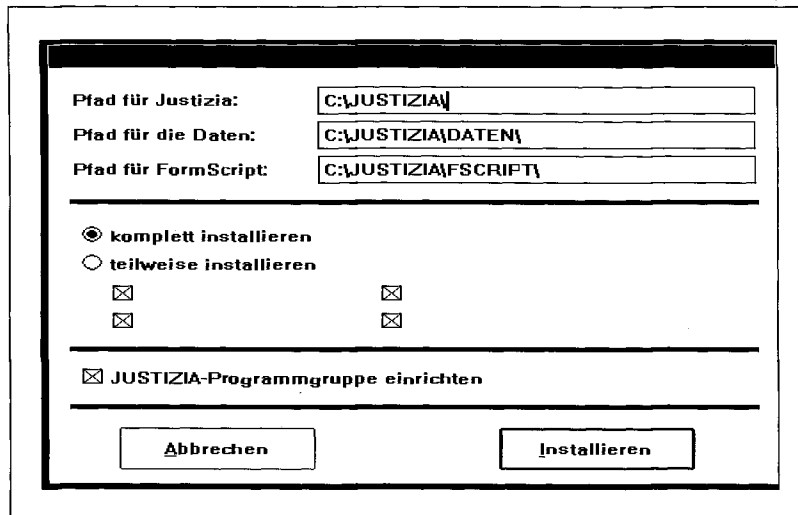 Pfad für Justizia: C:\JUSTIZIA\
Pfad für die Daten: C:\JUSTIZIA\DATEN\
Pfad für FormScript: C:\JUSTIZIA\FSCRIPT\
komplett installieren
teilweise installieren
JUSTIZIA-Programmgruppe einrichten
Abbrechen Installieren